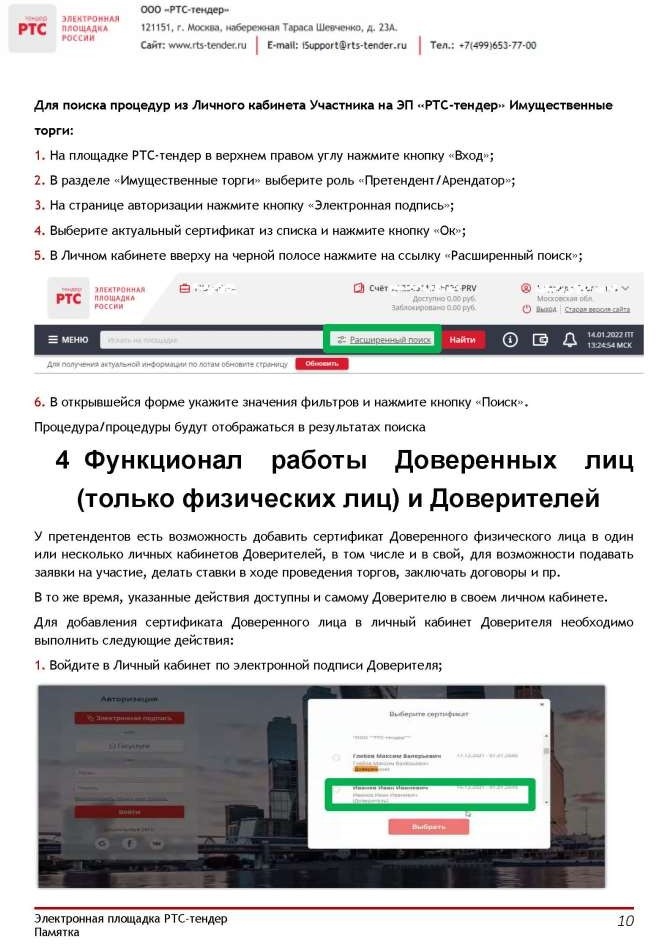 тендер
РТС
ЭЛЕКТРОННАЯ
ПЛОЩАДКА
РОССИИ
ООО «РТС-тендер»
121151, г. Москва, набережная Тараса Шевченко, д. 23А.
Сайт: www.rts-tender.ru E-mail: iSupport@rts-tender.ru Тел.: +7(499)653-77-00
Для поиска процедур из Личного кабинета Участника на ЭП «РТС-тендер» Имущественные
торги:
1. На площадке РТС-тендер в верхнем правом углу нажмите кнопку «Вход»;
2. В разделе «Имущественные торги» выберите роль «Претендент/Арендатор»;
3. На странице авторизации нажмите кнопку «Электронная подпись»;
4. Выберите актуальный сертификат из списка и нажмите кнопку «Ок»;
5. В Личном кабинете вверху на черной полосе нажмите на ссылку «Расширенный поиск»;
тендер
РТС
ЭЛЕКТРОННАЯ
ПЛОЩАДКА
РОССИИ
Счёт
PRV
Доступно 0,00 руб.
Заблокировано 0,00 руб.
Московская обл.
Выход Старая версия сайта
МЕНЮ Искать на площадке Расширенный поиск Найти
14.01.2022 ПТ
13:24:54 МСК
Для получения актуальной информации по лотам обновите страницу Обновить
6. В открывшейся форме укажите значения фильтров и нажмите кнопку «Поиск».
Процедура/процедуры будут отображаться в результатах поиска
4 Функционал работы Доверенных лиц
(только физических лиц) и Доверителей
У претендентов есть возможность добавить сертификат Доверенного физического лица в один
или несколько личных кабинетов Доверителей, в том числе и в свой, для возможности подавать
заявки на участие, делать ставки в ходе проведения торгов, заключать договоры и пр.
В то же время, указанные действия доступны и самому Доверителю в своем личном кабинете.
Для добавления сертификата Доверенного лица в личный кабинет Доверителя необходимо
выполнить следующие действия:
1. Войдите в Личный кабинет по электронной подписи Доверителя;
Авторизация
Электронная подпись
Госуслуги
Войти
Выберите сертификат
ООО "РТС-тендер"
Глебов Максим Валерьевич
Глебов Максим Валерьевич
Иванов Иван Иванович
Иванов Иван Иванович
(Доверитель)
Выбрать
Электронная площадка РТС-тендер
Памятка
10